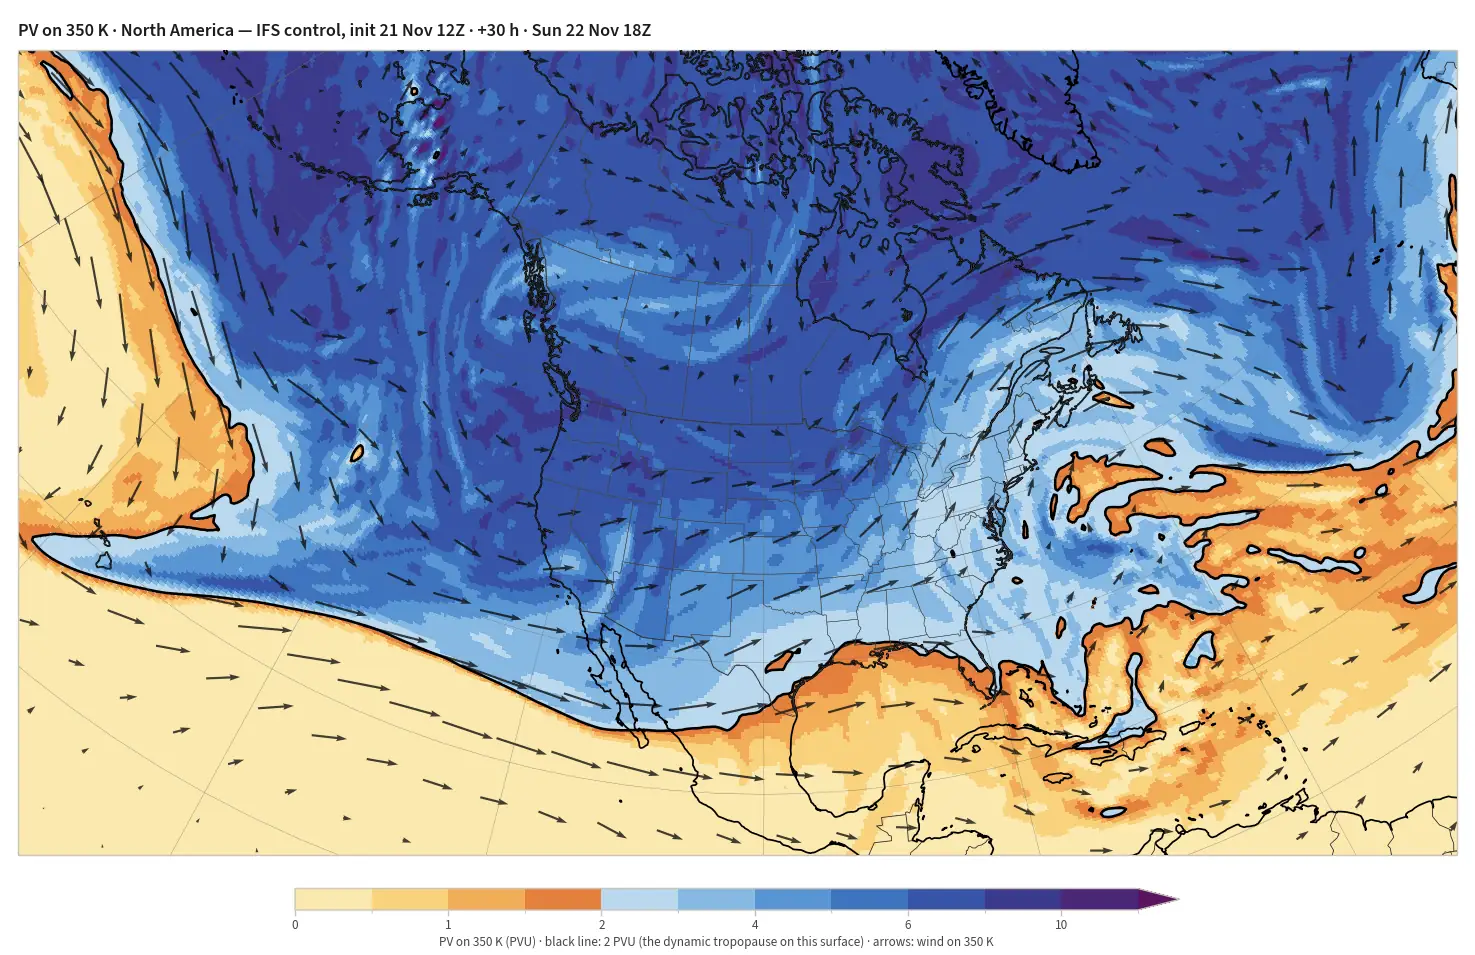 PV on 350 K · North America — IFS control, init 21 Nov 12Z · +30 h · Sun 22 Nov 18Z
0 1 2 4 6 10
PV on 350 K (PVU) · black line: 2 PVU (the dynamic tropopause on this surface) · arrows: wind on 350 K